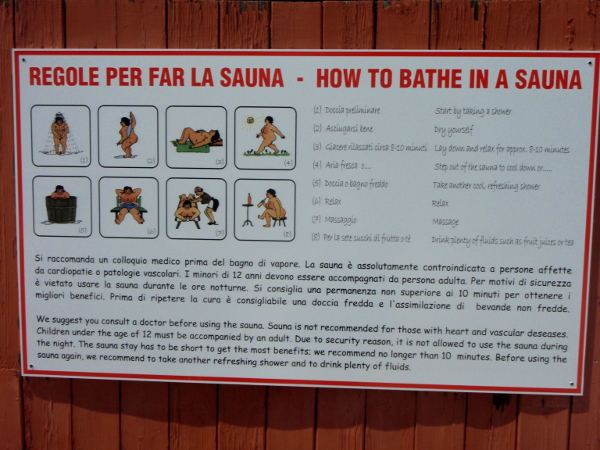 REGOLE PER FAR LA SAUNA - HOW TO BATHE IN A SAUNA
(1) (2) (3) (4)
(5) (6) (7) (8)
(1) Doccia preliminare Start by taking a shower
(2) Asciugarsi bene Dry yourself
(3) Giacere rilassati circa 8-10 minuti Lay down and relax for approx. 8-10 minutes
(4) Aria fresca o.... Step out of the sauna to cool down or.....
(5) Doccia o bagno freddo Take another cool, refreshing shower
(6) Relax Relax
(7) Massaggio Massage
(8) Per la sete succhi di frutta o tè Drink plenty of fluids such as fruit juices or tea
Si raccomanda un colloquio medico prima del bagno di vapore. La sauna è assolutamente controindicata a persone affette
da cardiopatie o patologie vascolari. I minori di 12 anni devono essere accompagnati da persona adulta. Per motivi di sicurezza
è vietato usare la sauna durante le ore notturne. Si consiglia una permanenza non superiore ai 10 minuti per ottenere i
migliori benefici. Prima di ripetere la cura è consigliabile una doccia fredda e l'assimilazione di bevande non fredde.
We suggest you consult a doctor before using the sauna. Sauna is not recommended for those with heart and vascular deseases.
Children under the age of 12 must be accompanied by an adult. Due to security reason, it is not allowed to use the sauna during
the night. The sauna stay has to be short to get the most benefits; we recommend no longer than 10 minutes. Before using the
sauna again, we recommend to take another refreshing shower and to drink plenty of fluids.